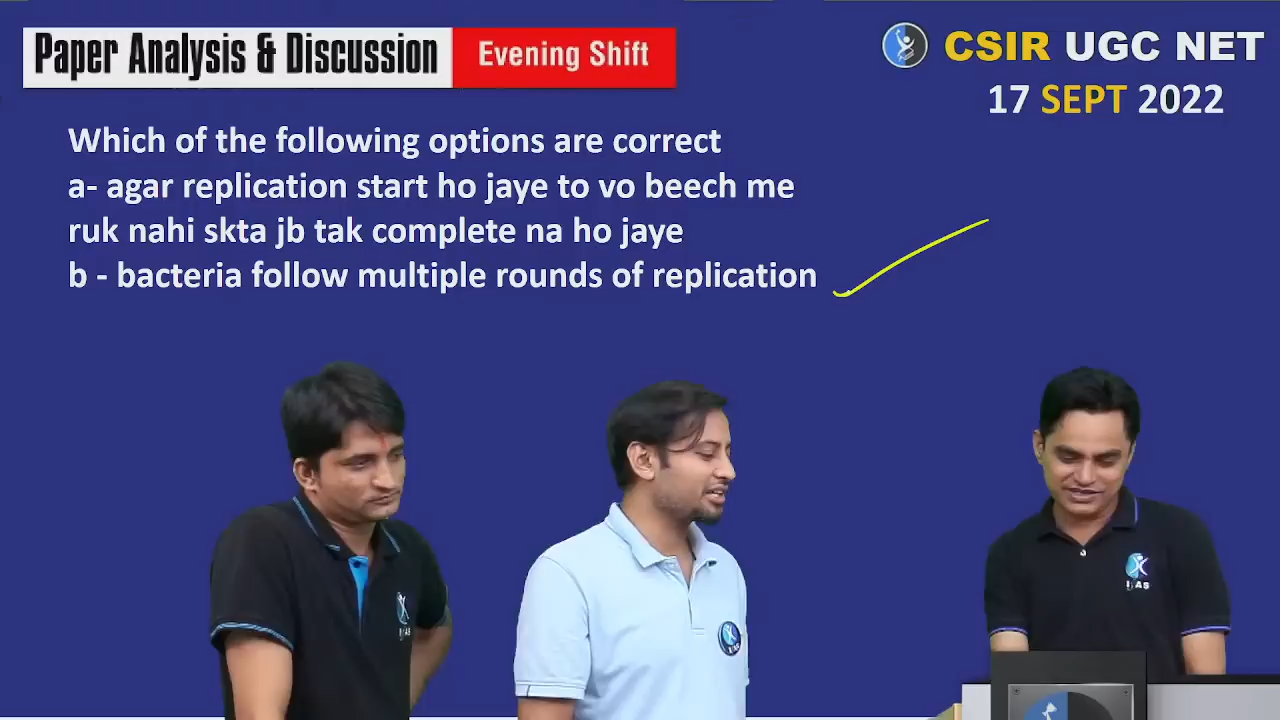 Paper Analysis & Discussion
Evening Shift
CSIR UGC NET
17 SEPT 2022
Which of the following options are correct
a- agar replication start ho jaye to vo beech me
ruk nahi skta jb tak complete na ho jaye
b - bacteria follow multiple rounds of replication